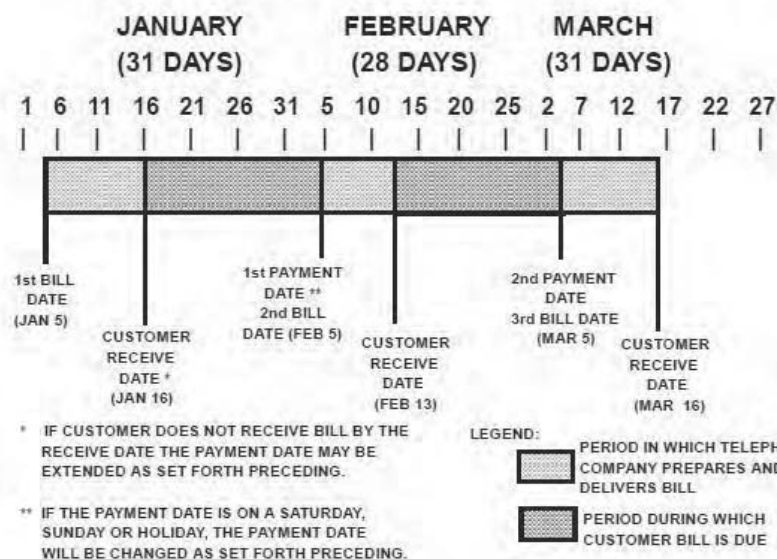 JANUARY FEBRUARY MARCH
(31 DAYS) (28 DAYS) (31 DAYS)
1 6 11 16 21 26 31 5 10 15 20 25 2 7 12 17 22 27
1st BILL
DATE
(JAN 5)
CUSTOMER
RECEIVE
DATE *
(JAN 16)
1st PAYMENT
DATE **
2nd BILL
DATE (FEB 5)
CUSTOMER
RECEIVE
DATE
(FEB 13)
2nd PAYMENT
DATE
3rd BILL DATE
(MAR 5)
CUSTOMER
RECEIVE
DATE
(MAR 16)
* IF CUSTOMER DOES NOT RECEIVE BILL BY THE
RECEIVE DATE THE PAYMENT DATE MAY BE
EXTENDED AS SET FORTH PRECEDING.
** IF THE PAYMENT DATE IS ON A SATURDAY,
SUNDAY OR HOLIDAY, THE PAYMENT DATE
WILL BE CHANGED AS SET FORTH PRECEDING.
LEGEND:
PERIOD IN WHICH TELEPH
COMPANY PREPARES AND
DELIVERS BILL
PERIOD DURING WHICH
CUSTOMER BILL IS DUE